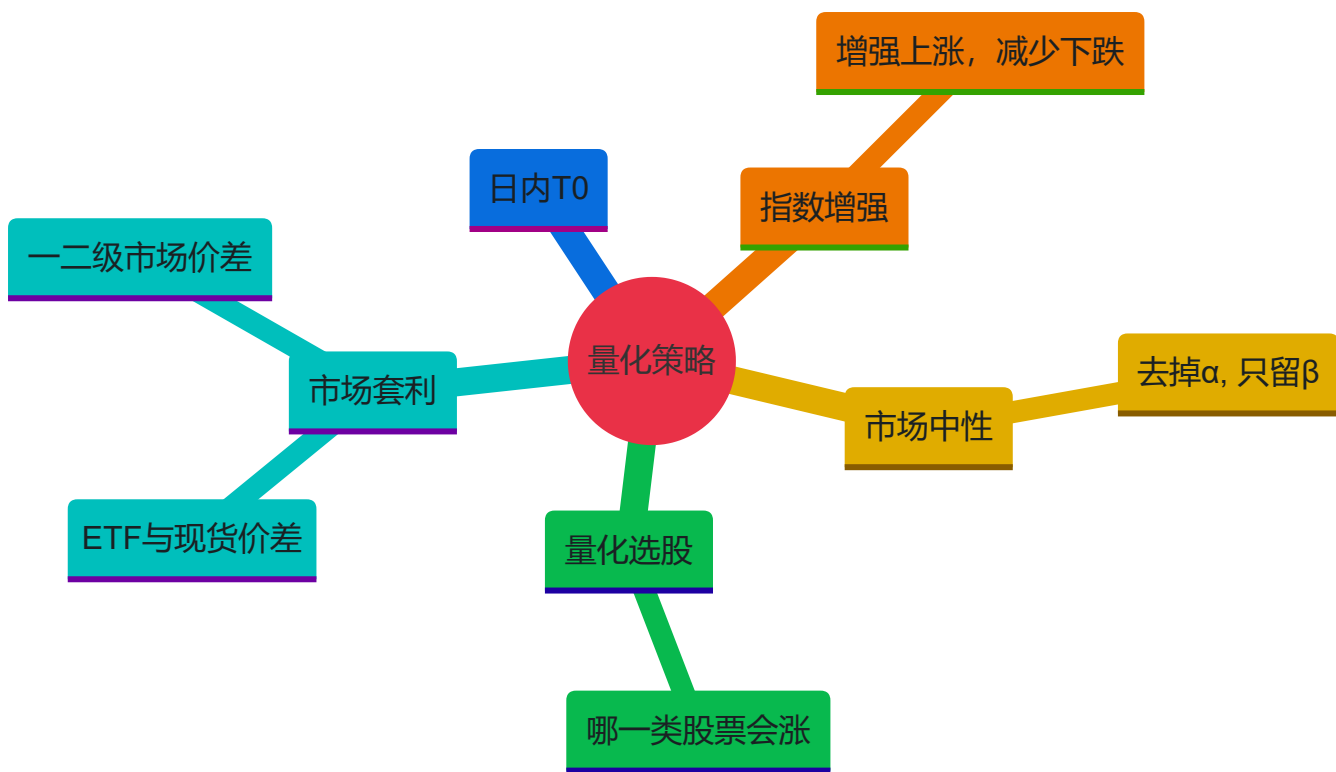 增强上涨，减少下跌
日内T0
指数增强
一二级市场价差
量化策略
去掉α, 只留β
市场套利
市场中性
ETF与现货价差
量化选股
哪一类股票会涨